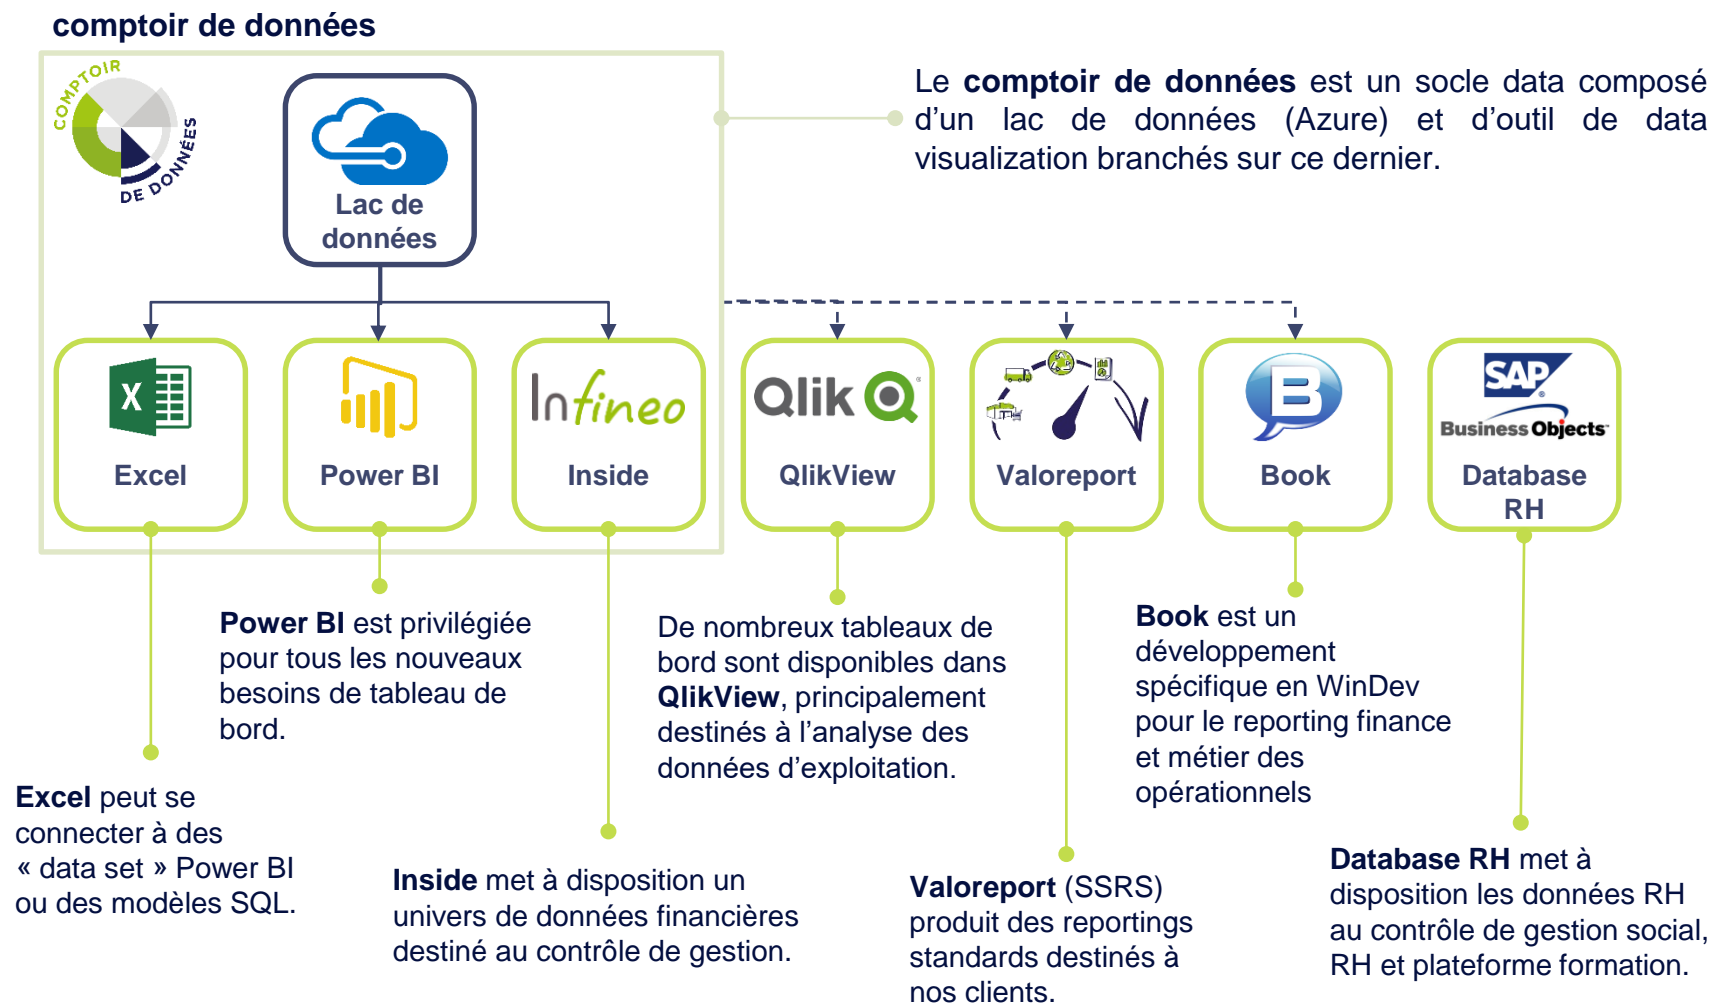 comptoir de données
COMPTOIR
DE DONNÉES
Lac de
données
Le comptoir de données est un socle data composé
d’un lac de données (Azure) et d’outil de data
visualization branchés sur ce dernier.
X
Excel
Power BI
Infineo
Inside
Qlik
QlikView
Valoreport
B
Book
SAP
Business Objects
Database
RH
Power BI est privilégiée
pour tous les nouveaux
besoins de tableau de
bord.
De nombreux tableaux de
bord sont disponibles dans
QlikView, principalement
destinés à l’analyse des
données d’exploitation.
Book est un
développement
spécifique en WinDev
pour le reporting finance
et métier des
opérationnels
Excel peut se
connecter à des
« data set » Power BI
ou des modèles SQL.
Inside met à disposition un
univers de données financières
destiné au contrôle de gestion.
Valoreport (SSRS)
produit des reportings
standards destinés à
nos clients.
Database RH met à
disposition les données RH
au contrôle de gestion social,
RH et plateforme formation.